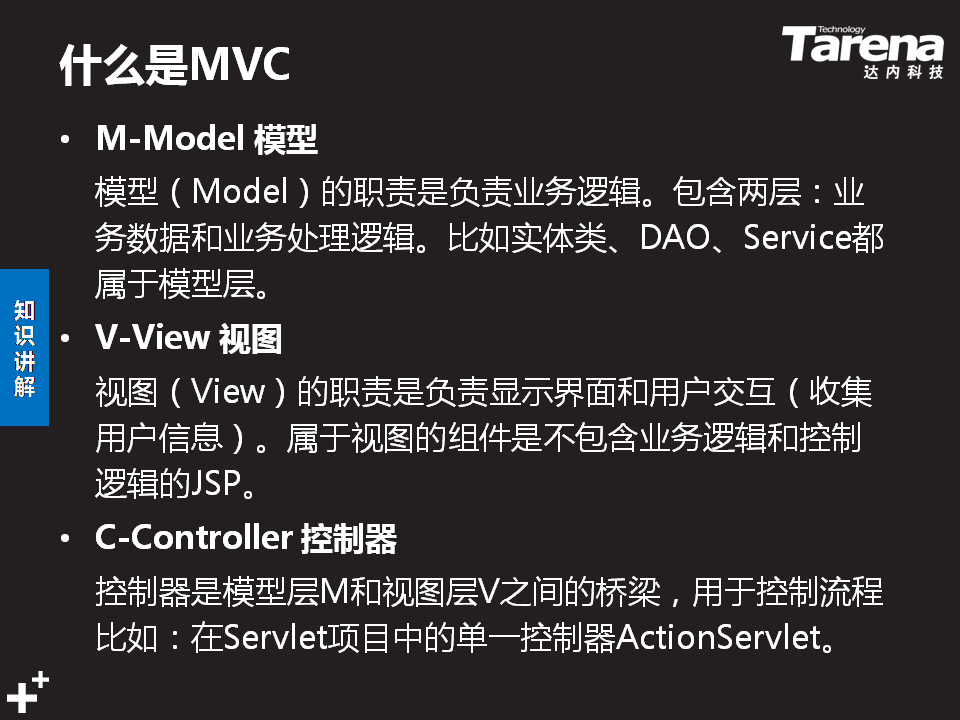 什么是MVC
Technology
Tarena
达内科技
• M-Model 模型
模型（Model）的职责是负责业务逻辑。包含两层：业
务数据和业务处理逻辑。比如实体类、DAO、Service都
属于模型层。
• V-View 视图
视图（View）的职责是负责显示界面和用户交互（收集
用户信息）。属于视图的组件是不包含业务逻辑和控制
逻辑的JSP。
• C-Controller 控制器
控制器是模型层M和视图层V之间的桥梁，用于控制流程
比如：在Servlet项目中的单一控制器ActionServlet。
知识讲解